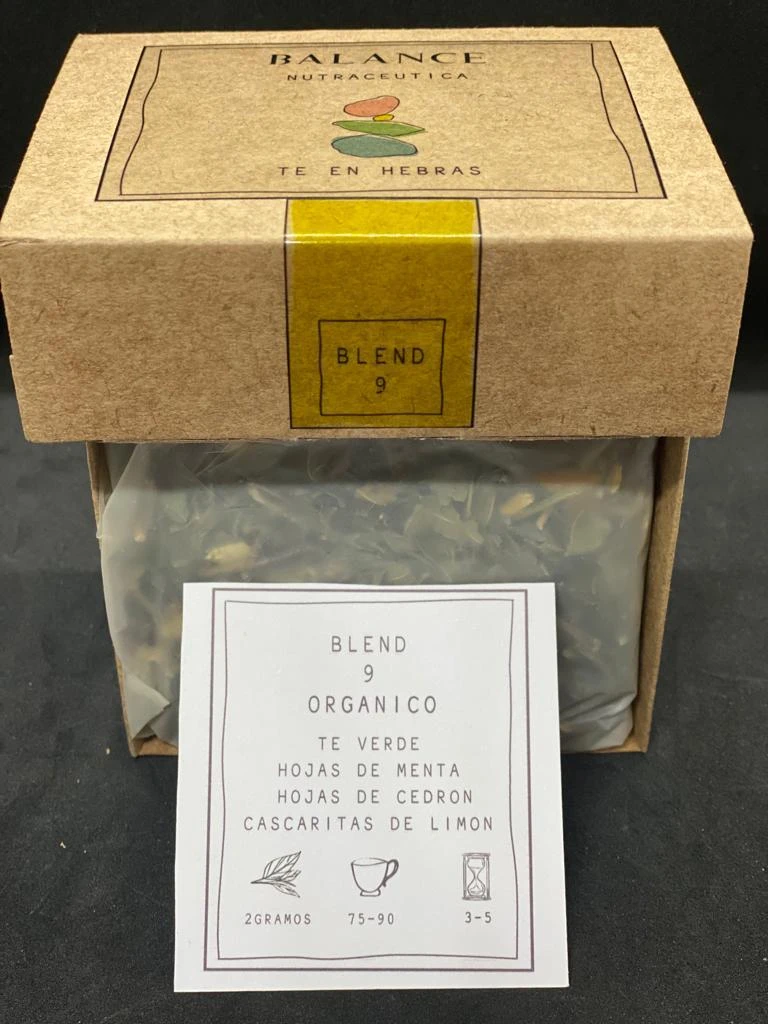 BALANCE
NUTRACEUTICA
TE EN HEBRAS
BLEND
9
BLEND
9
ORGANICO
TE VERDE
HOJAS DE MENTA
HOJAS DE CEDRON
CASCARITAS DE LIMON
2GRAMOS 75-90 3-5